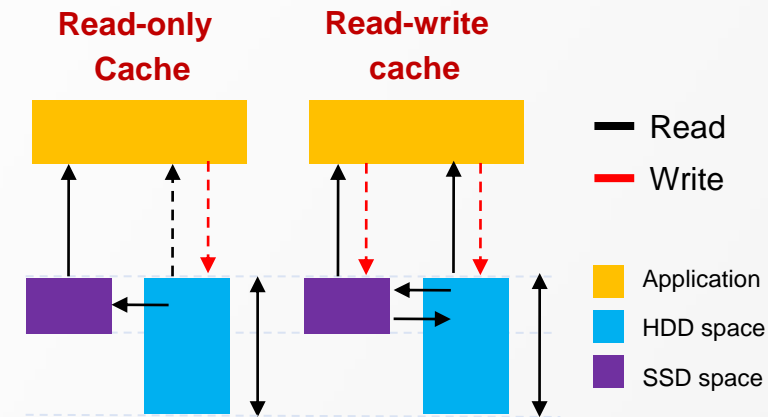 Read-only
Cache
Read-write
cache
Read
Write
Application
HDD space
SSD space